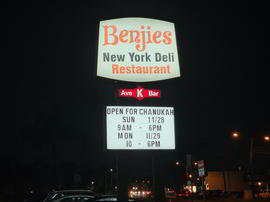 Benjies
New York Deli
Restaurant
Ave K Bar
OPEN FOR CHANUKAH
SUN 11/28
9AM - 6PM
MON 11/29
10 - 6PM